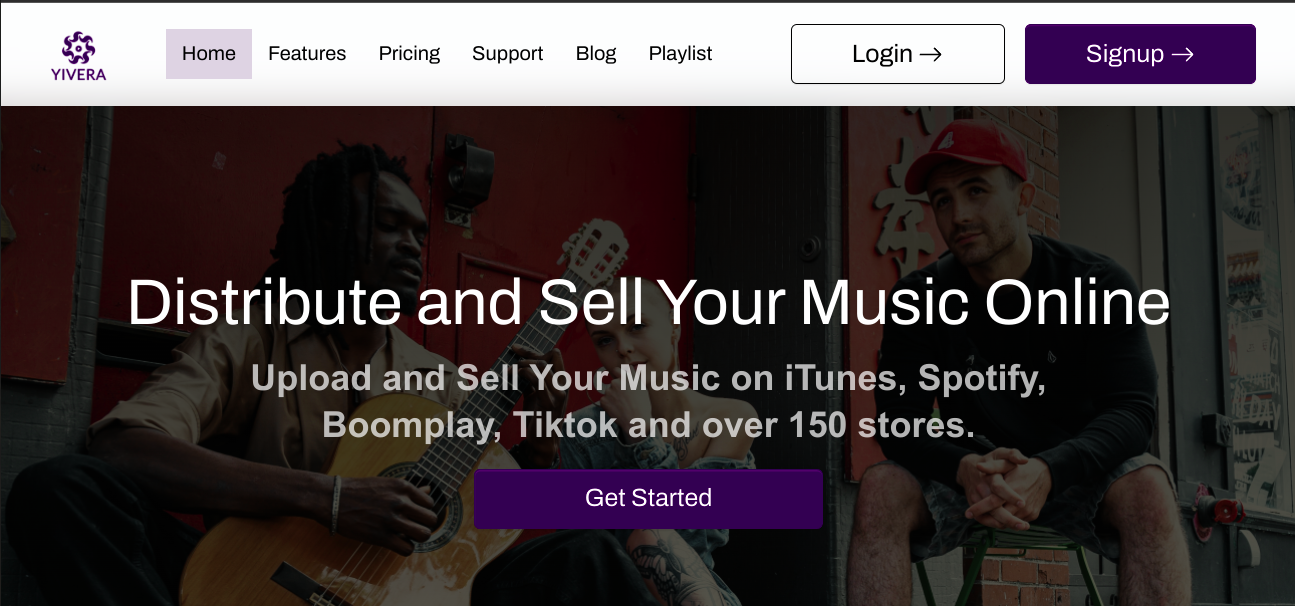 YIVERA
Home Features Pricing Support Blog Playlist
Login →
Signup →
Distribute and Sell Your Music Online
Upload and Sell Your Music on iTunes, Spotify,
Boomplay, Tiktok and over 150 stores.
Get Started